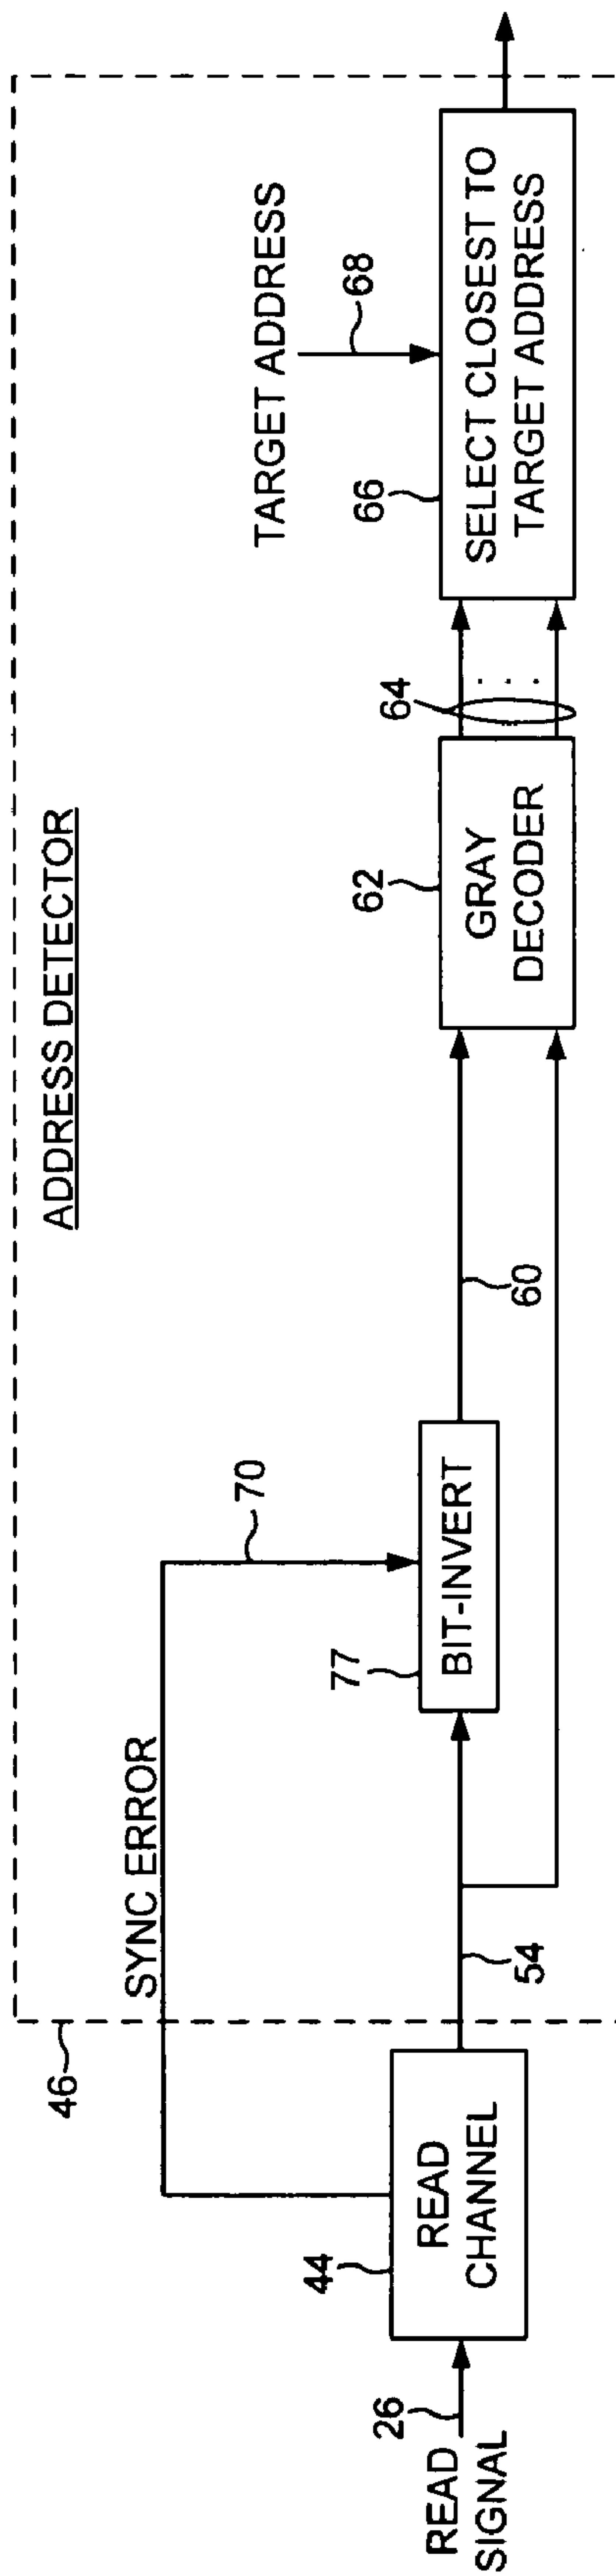 ADDRESS DETECTOR
46
SYNC ERROR
70
TARGET ADDRESS
68
READ
SIGNAL
26
44
READ
CHANNEL
54
77
BIT-INVERT
60
62
GRAY
DECODER
64
. . .
66
SELECT CLOSEST TO
TARGET ADDRESS